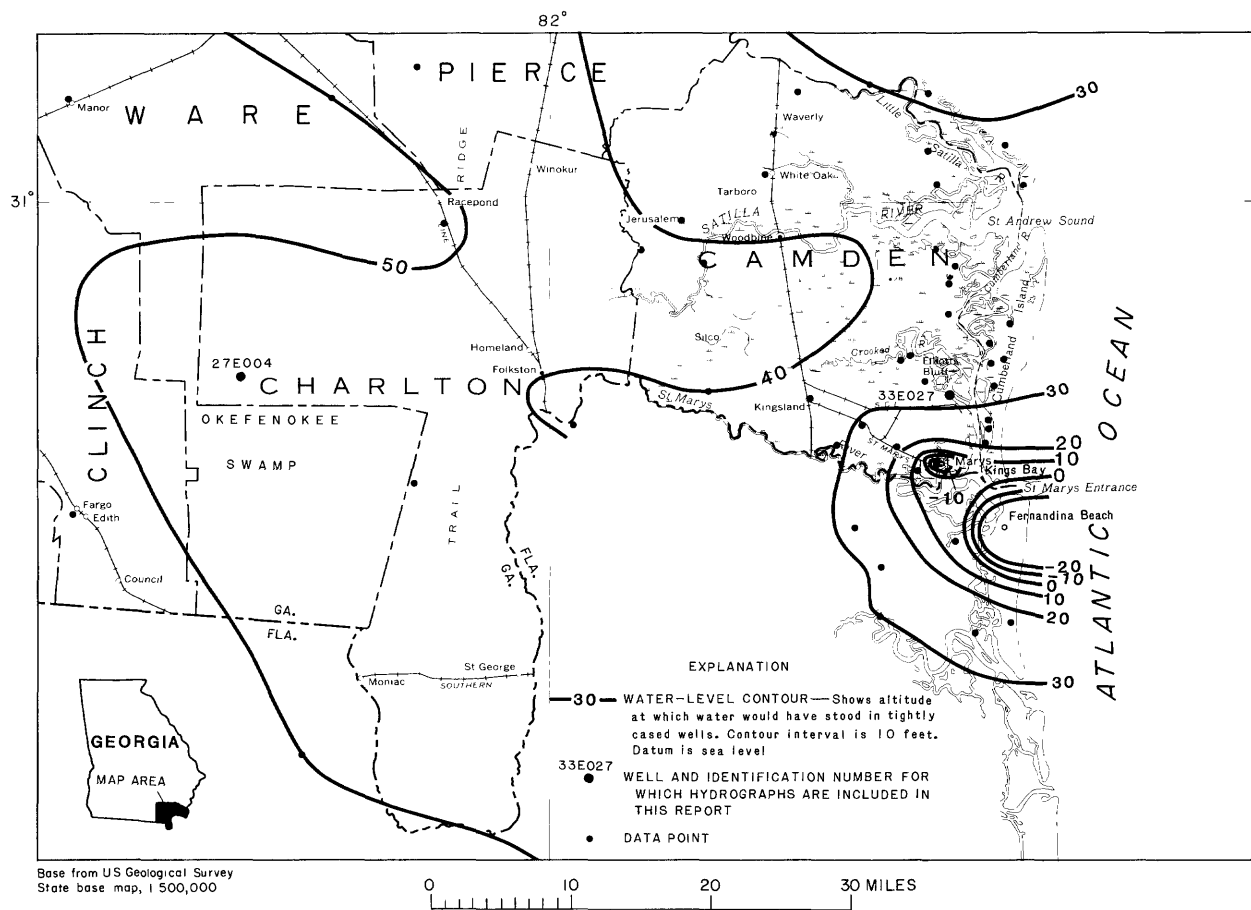 82°
PIERCE
30
Manor
WARE
Waverly
Little
Satilla
R
RIDGE
Winokur
White Oak
Tarboro
31°
Racepond
Jerusalem
SATILLA
RIVER
St Andrew Sound
Woodbine
CAMDEN
50
Cumberland R
Island
Cumberland
Silco
Crooked
R
Elliotts
Bluff
Homeland
Folkston
27E004
CHARLTON
40
St Marys
Kingsland
33E027
30
CLINCH
OKEFENOKEE
SWAMP
ST MARYS
River
20
St Marys
10
Kings Bay
0
-10
St Marys Entrance
Fargo
Edith
TRAIL
Fernandina Beach
FLA.
GA.
Council
-20
-10
0
10
20
GA.
FLA.
ATLANTIC OCEAN
St George
Moniac
SOUTHERN
30
EXPLANATION
30 WATER-LEVEL CONTOUR—Shows altitude
at which water would have stood in tightly
cased wells. Contour interval is 10 feet.
Datum is sea level
33E027
WELL AND IDENTIFICATION NUMBER FOR
WHICH HYDROGRAPHS ARE INCLUDED IN
THIS REPORT
DATA POINT
GEORGIA
MAP AREA
Base from US Geological Survey
State base map, 1 500,000
0 10 20 30 MILES